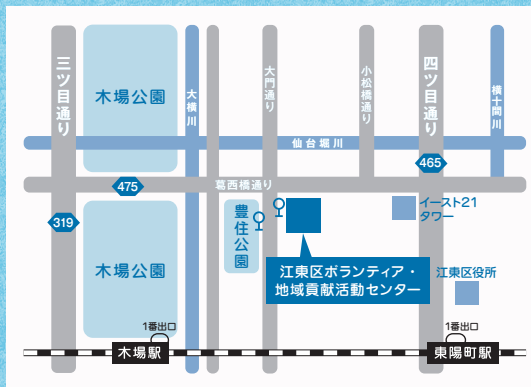 三ツ目通り
木場公園
大横川
大門通り
小松橋通り
四ツ目通り
横十間川
仙台堀川
465
475
葛西橋通り
319
豊住公園
イースト21
タワー
木場公園
江東区ボランティア・
地域貢献活動センター
江東区役所
1番出口
木場駅
1番出口
東陽町駅